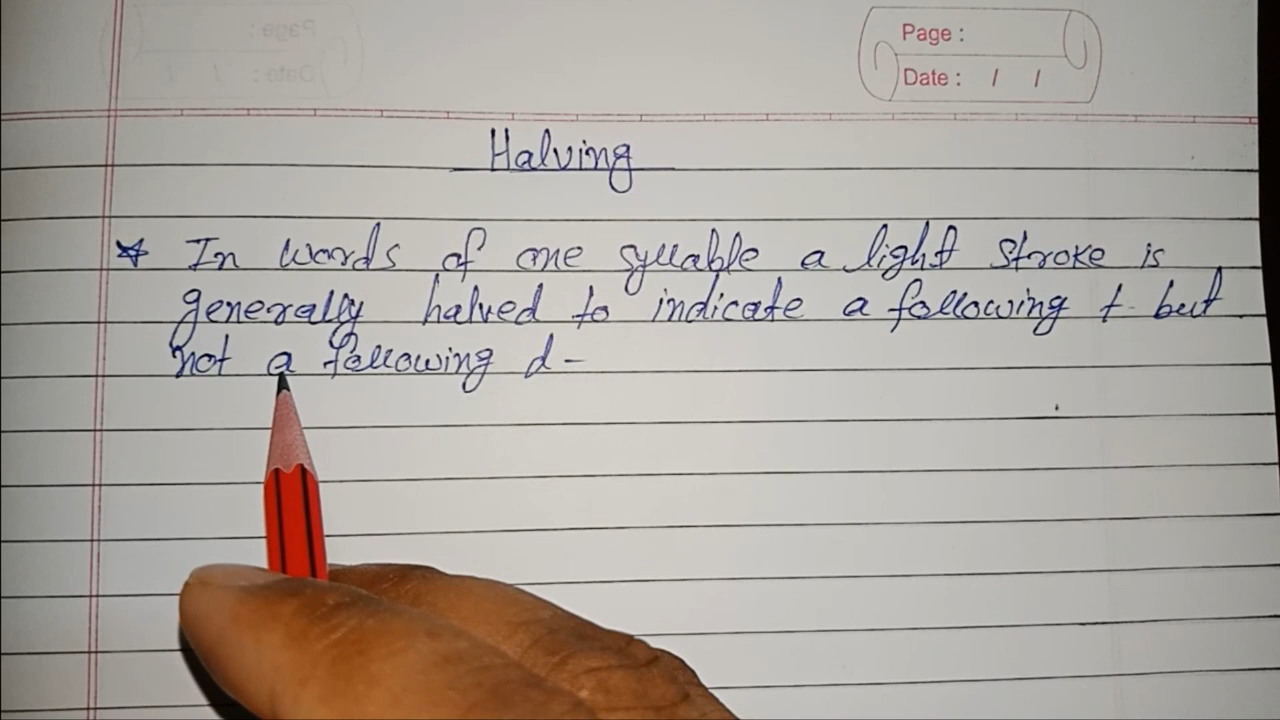 Page :
Date : / /
Halving
* In words of one syllable a light stroke is
generally halved to indicate a following t but
not a following d-